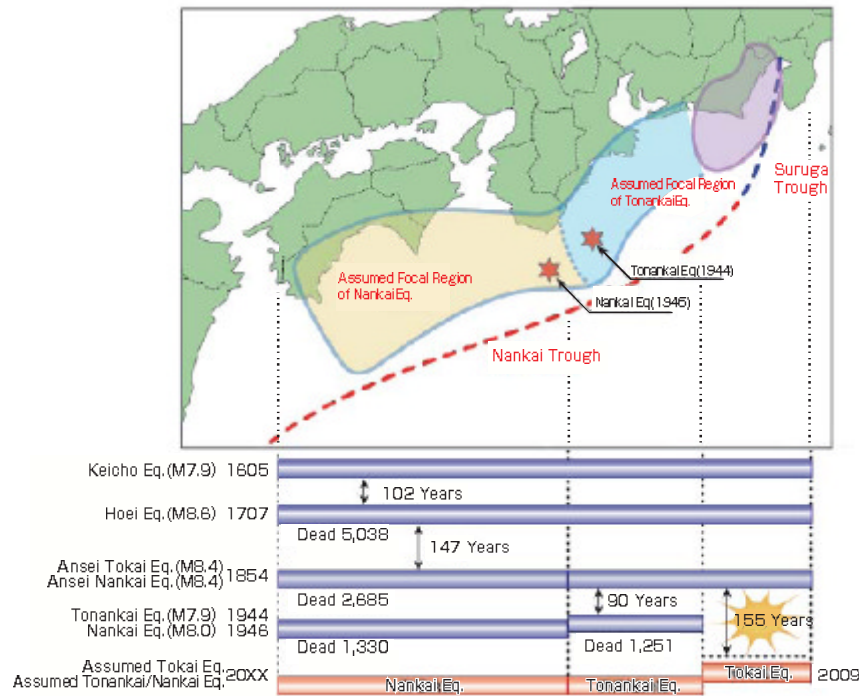 Suruga
Trough
Assumed Focal Region
of Tonankai Eq.
Tonankai Eq(1944)
Assumed Focal Region
of Nankai Eq.
Nankai Eq(1946)
Nankai Trough
Keicho Eq.(M7.9) 1605
102 Years
Hoei Eq.(M8.6) 1707
Dead 5,038
147 Years
Ansei Tokai Eq.(M8.4)
Ansei Nankai Eq.(M8.4) 1854
Dead 2,685
90 Years
155 Years
Tonankai Eq.(M7.9) 1944
Nankai Eq.(M8.0) 1946
Dead 1,330
Dead 1,251
Assumed Tokai Eq.
Assumed Tonankai/Nankai Eq. 20XX
Nankai Eq.
Tonankai Eq.
Tokai Eq.
2009